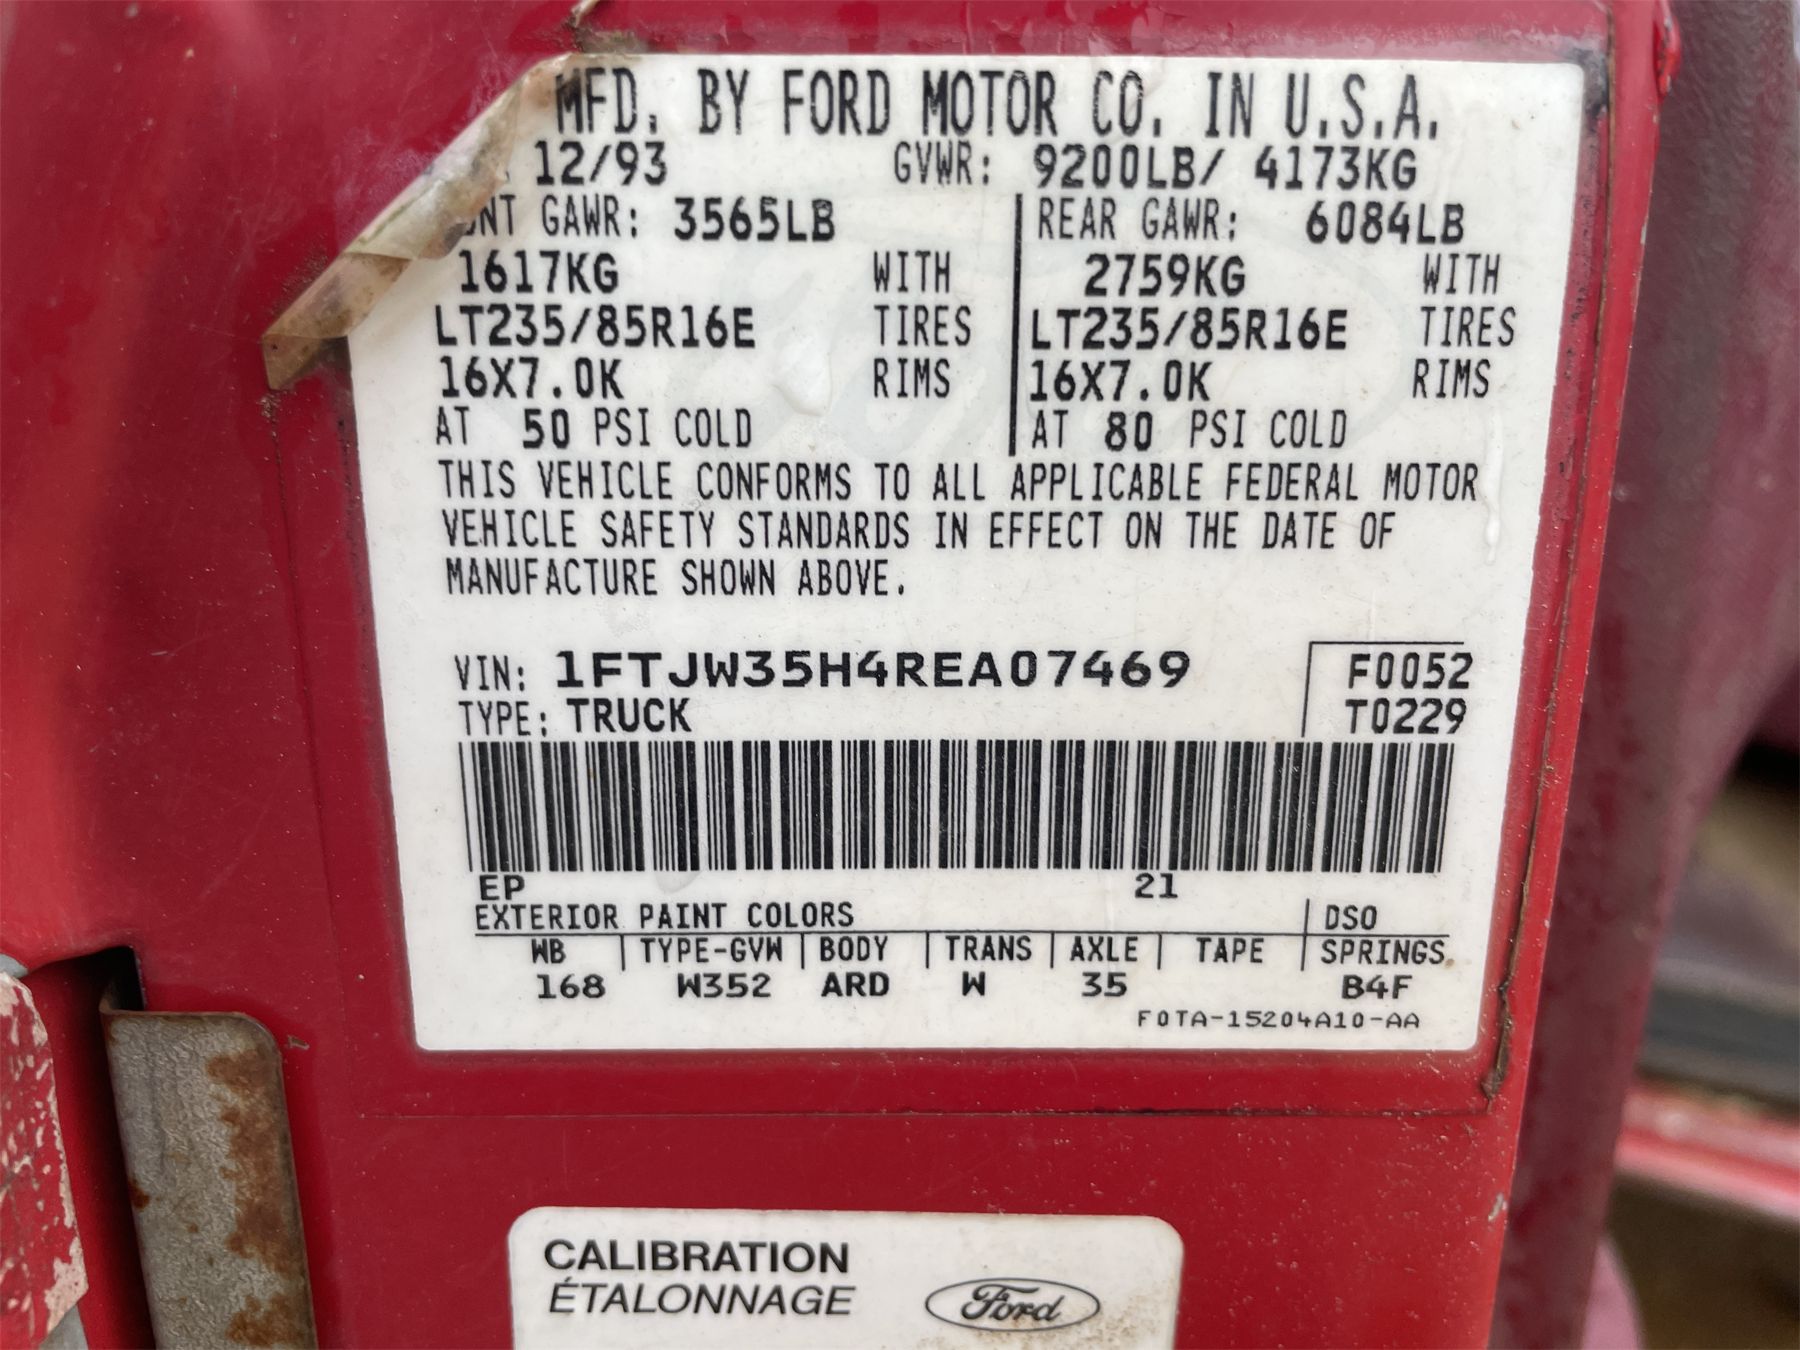 MFD. BY FORD MOTOR CO. IN U.S.A.
12/93 GVWR: 9200LB/ 4173KG
NT GAWR: 3565LB REAR GAWR: 6084LB
1617KG WITH 2759KG WITH
LT235/85R16E TIRES LT235/85R16E TIRES
16X7.0K RIMS 16X7.0K RIMS
AT 50 PSI COLD AT 80 PSI COLD
THIS VEHICLE CONFORMS TO ALL APPLICABLE FEDERAL MOTOR
VEHICLE SAFETY STANDARDS IN EFFECT ON THE DATE OF
MANUFACTURE SHOWN ABOVE.
VIN: 1FTJW35H4REA07469 F0052
TYPE: TRUCK T0229
EP 21
EXTERIOR PAINT COLORS DSO
WB TYPE-GVW BODY TRANS AXLE TAPE SPRINGS
168 W352 ARD W 35 B4F
F0TA-15204A10-AA
CALIBRATION
ÉTALONNAGE
Ford